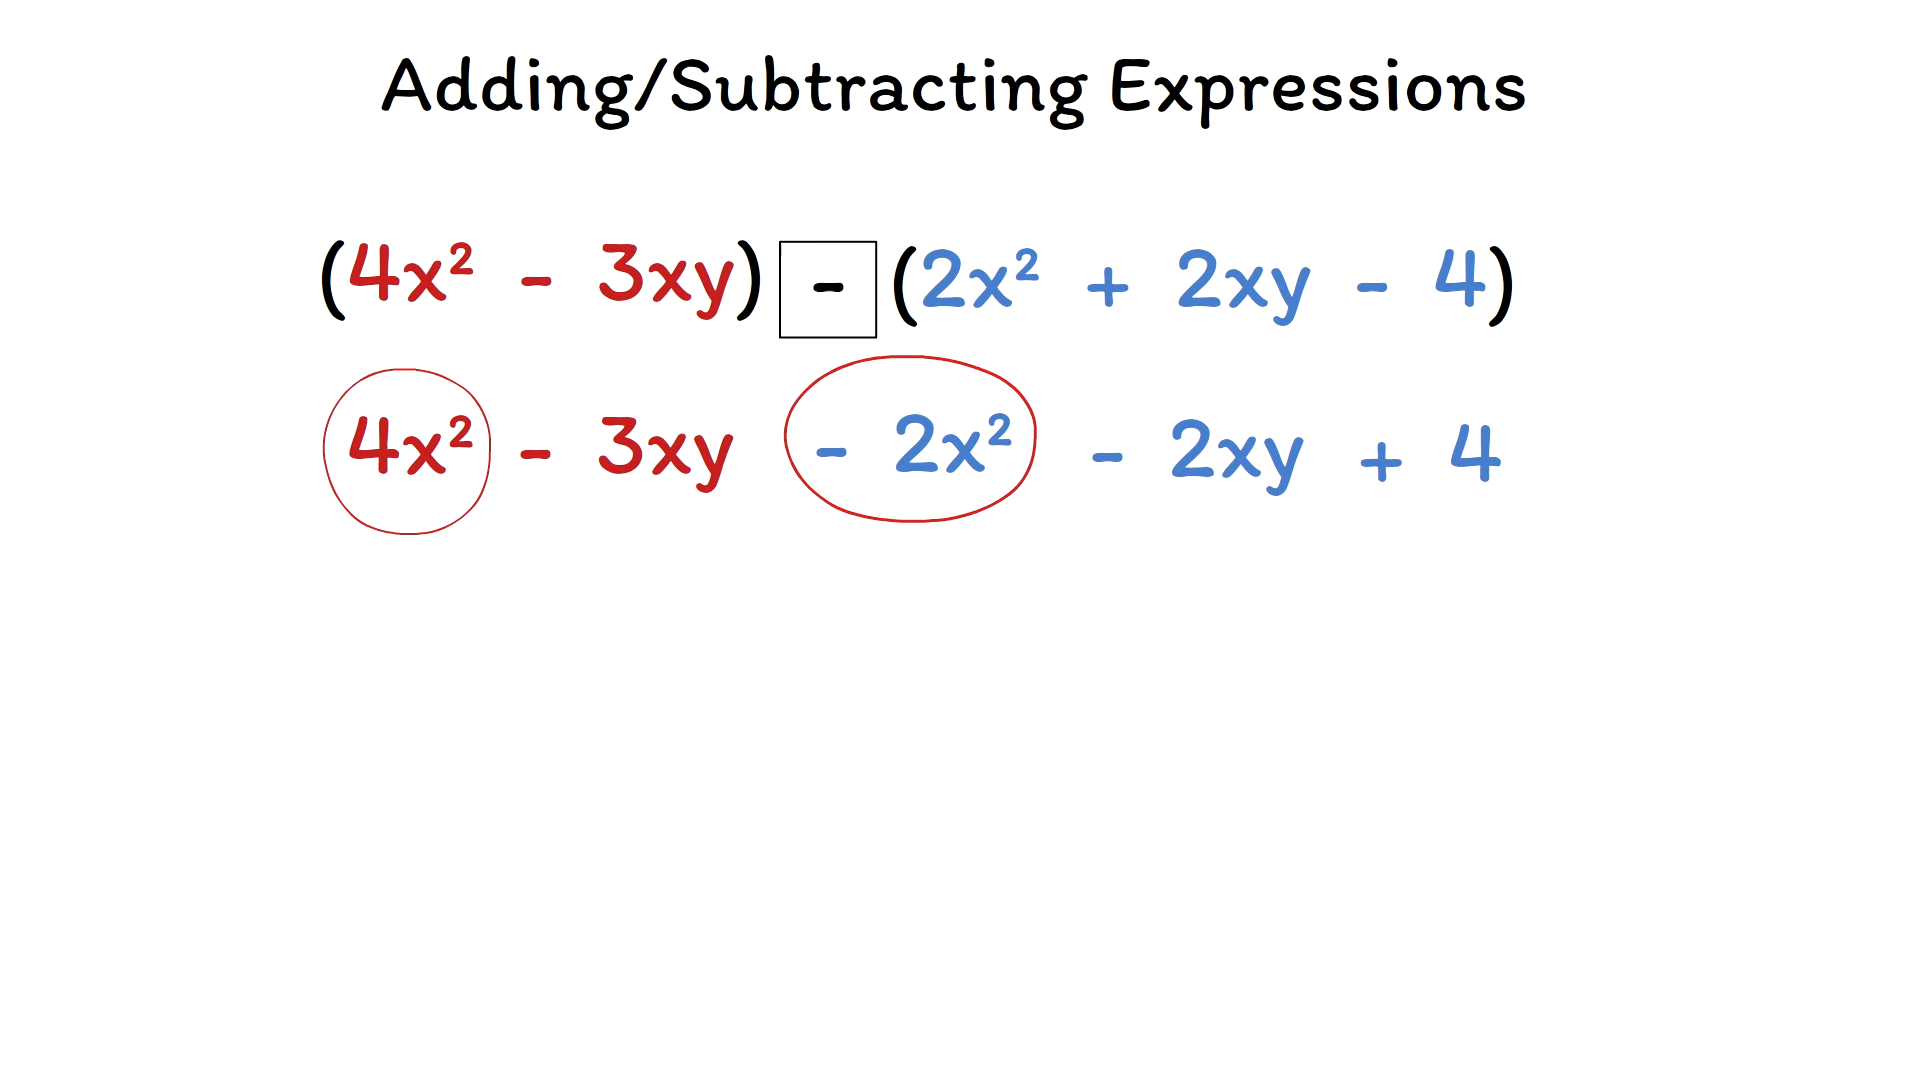 Adding/Subtracting Expressions
(4x² - 3xy) - (2x² + 2xy - 4)
4x² - 3xy - 2x² - 2xy + 4